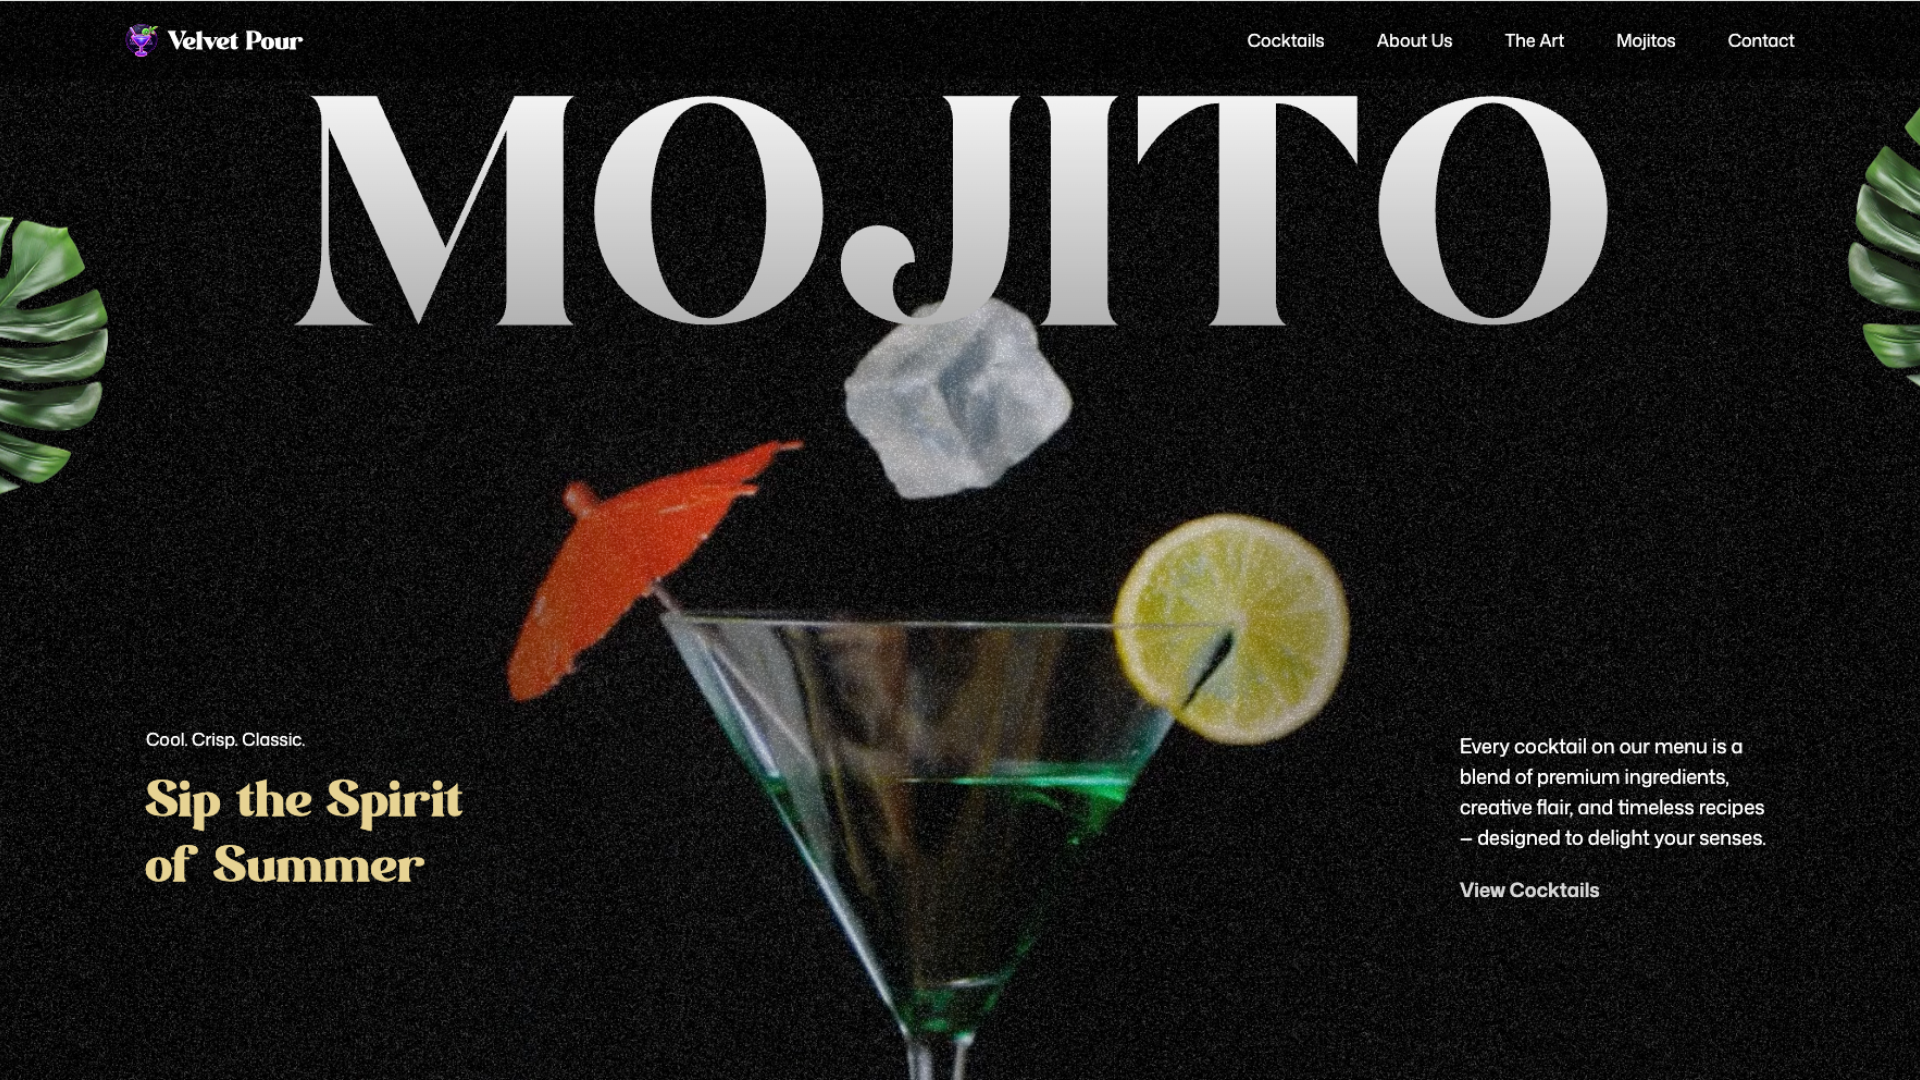 Velvet Pour
Cocktails
About Us
The Art
Mojitos
Contact
MOJITO
Cool. Crisp. Classic.
Sip the Spirit
of Summer
Every cocktail on our menu is a
blend of premium ingredients,
creative flair, and timeless recipes
– designed to delight your senses.
View Cocktails